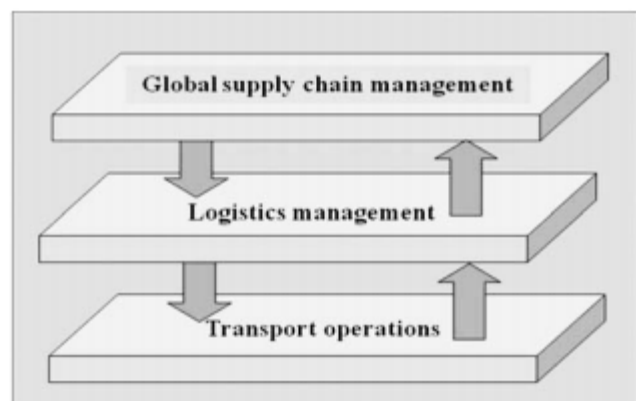 Global supply chain management
Logistics management
Transport operations